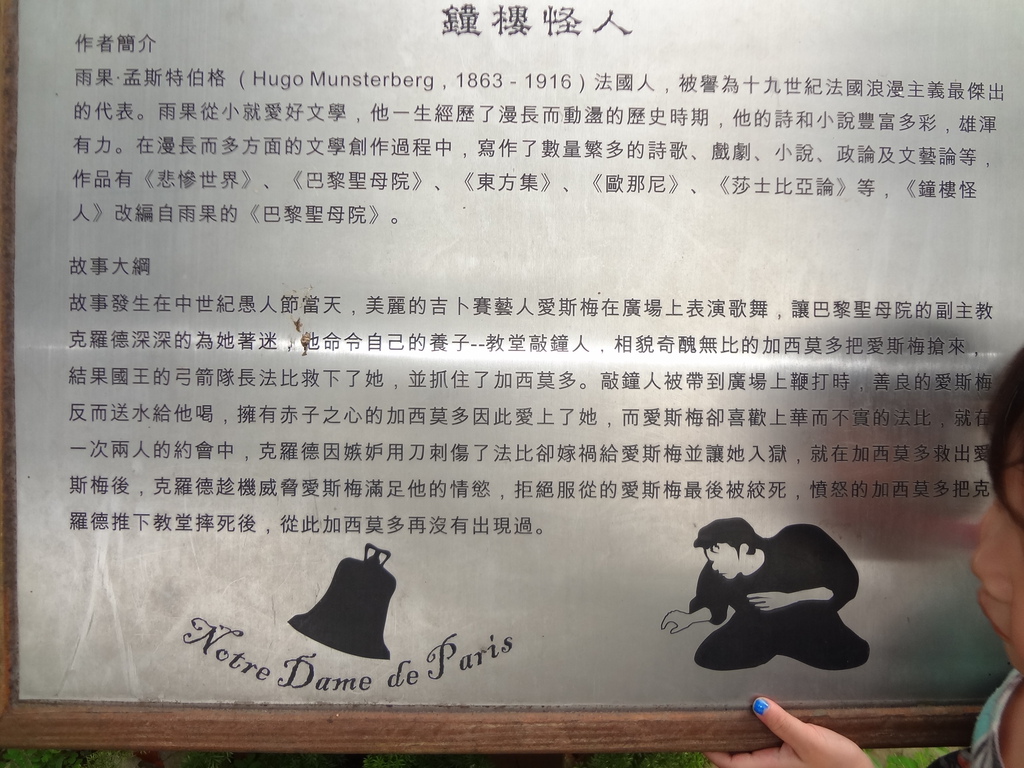 鐘樓怪人
作者簡介
雨果·孟斯特伯格（Hugo Munsterberg，1863 - 1916）法國人，被譽為十九世紀法國浪漫主義最傑出
的代表。雨果從小就愛好文學，他一生經歷了漫長而動盪的歷史時期，他的詩和小說豐富多彩，雄渾
有力。在漫長而多方面的文學創作過程中，寫作了數量繁多的詩歌、戲劇、小說、政論及文藝論等，
作品有《悲慘世界》、《巴黎聖母院》、《東方集》、《歐那尼》、《莎士比亞論》等，《鐘樓怪
人》改編自雨果的《巴黎聖母院》。
故事大綱
故事發生在中世紀愚人節當天，美麗的吉卜賽藝人愛斯梅在廣場上表演歌舞，讓巴黎聖母院的副主教
克羅德深深的為她著迷，他命令自己的養子--教堂敲鐘人，相貌奇醜無比的加西莫多把愛斯梅搶來，
結果國王的弓箭隊長法比救下了她，並抓住了加西莫多。敲鐘人被帶到廣場上鞭打時，善良的愛斯梅
反而送水給他喝，擁有赤子之心的加西莫多因此愛上了她，而愛斯梅卻喜歡上華而不實的法比，就在
一次兩人的約會中，克羅德因嫉妒用刀刺傷了法比卻嫁禍給愛斯梅並讓她入獄，就在加西莫多救出愛
斯梅後，克羅德趁機威脅愛斯梅滿足他的情慾，拒絕服從的愛斯梅最後被絞死，憤怒的加西莫多把克
羅德推下教堂摔死後，從此加西莫多再沒有出現過。
Notre Dame de Paris